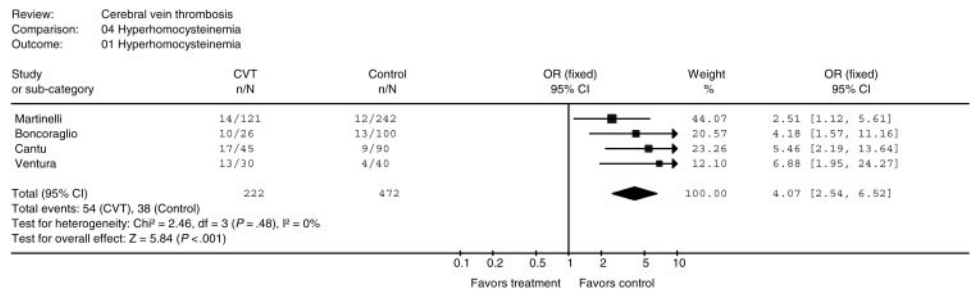 Review: Cerebral vein thrombosis
Comparison: 04 Hyperhomocysteinemia
Outcome: 01 Hyperhomocysteinemia
Study CVT Control OR (fixed) Weight OR (fixed)
or sub-category n/N n/N 95% CI % 95% CI
Martinelli 14/121 12/242 44.07 2.51 [1.12, 5.61]
Boncoraglio 10/26 13/100 20.57 4.18 [1.57, 11.16]
Cantu 17/45 9/90 23.26 5.46 [2.19, 13.64]
Ventura 13/30 4/40 12.10 6.88 [1.95, 24.27]
Total (95% CI) 222 472 100.00 4.07 [2.54, 6.52]
Total events: 54 (CVT), 38 (Control)
Test for heterogeneity: Chi² = 2.46, df = 3 (P = .48), I² = 0%
Test for overall effect: Z = 5.84 (P <.001)
0.1 0.2 0.5 1 2 5 10
Favors treatment Favors control